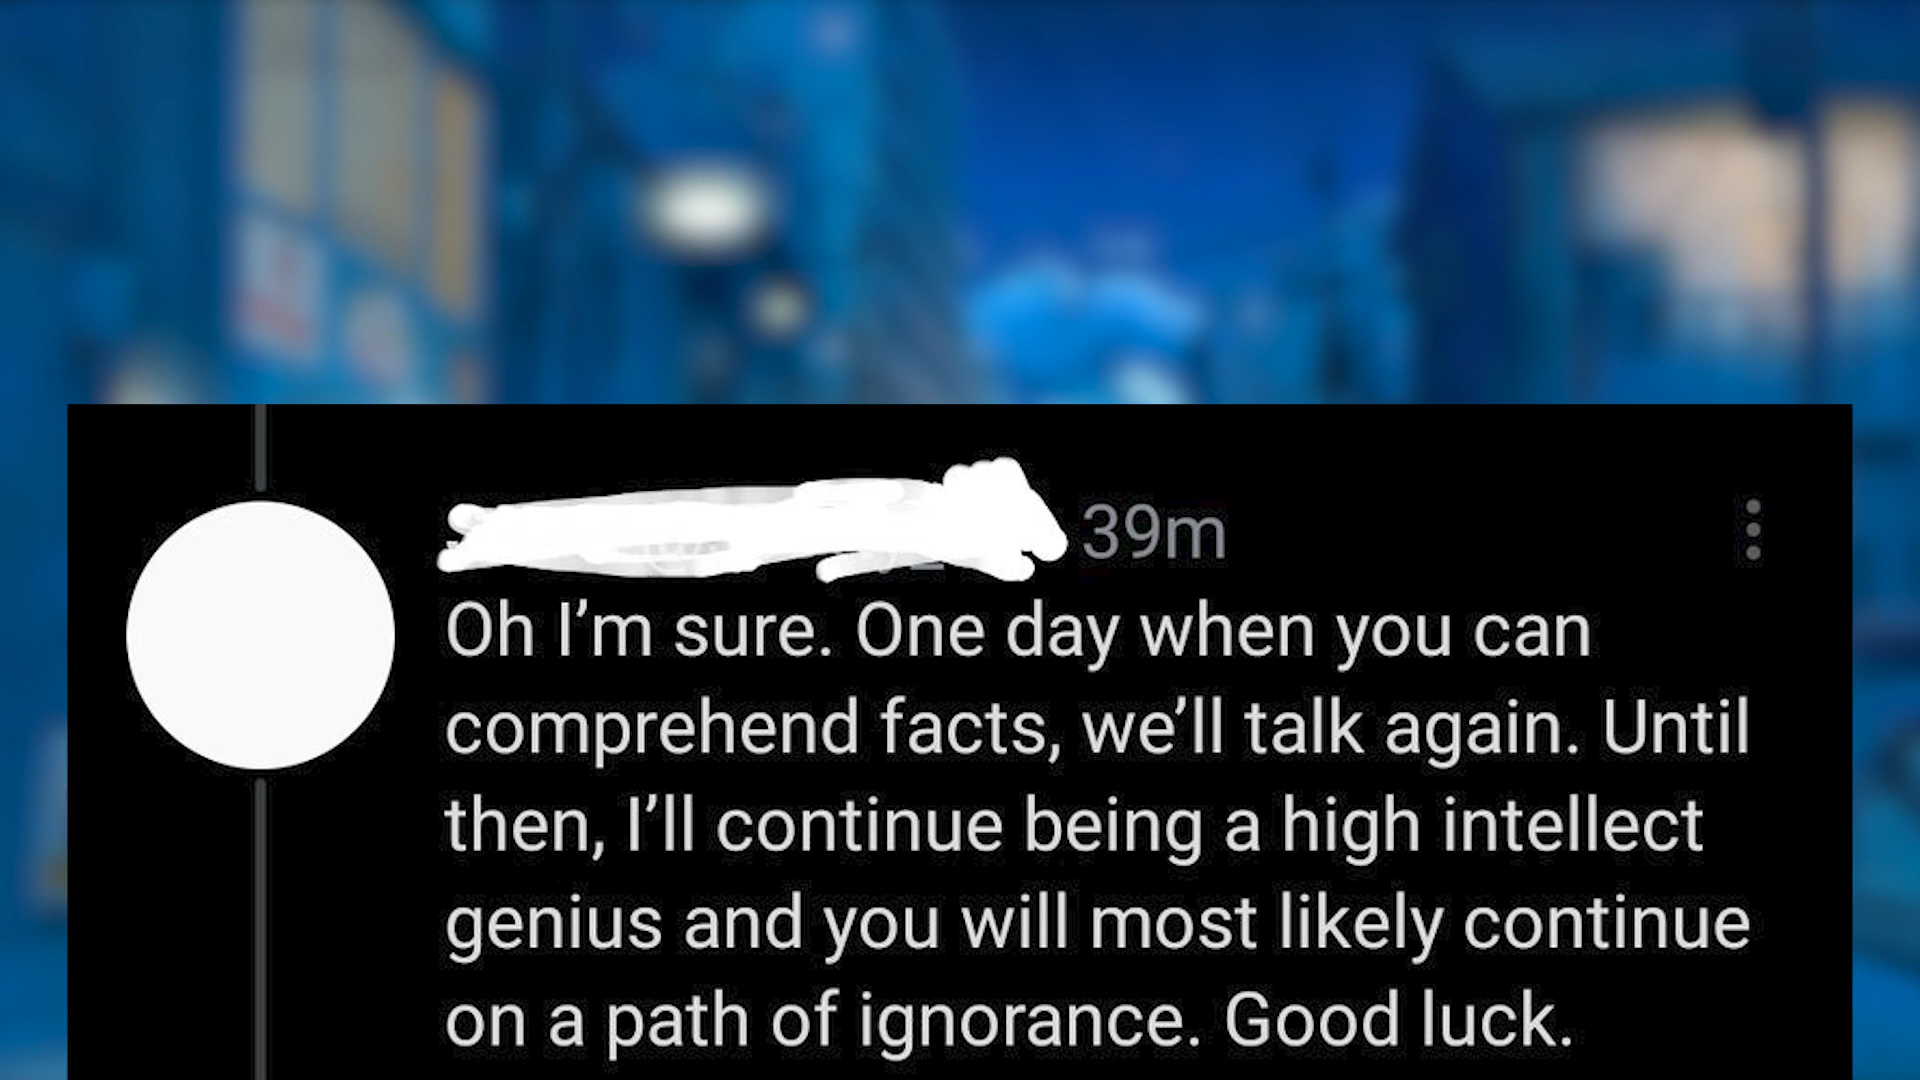 39m
Oh I’m sure. One day when you can
comprehend facts, we’ll talk again. Until
then, I’ll continue being a high intellect
genius and you will most likely continue
on a path of ignorance. Good luck.